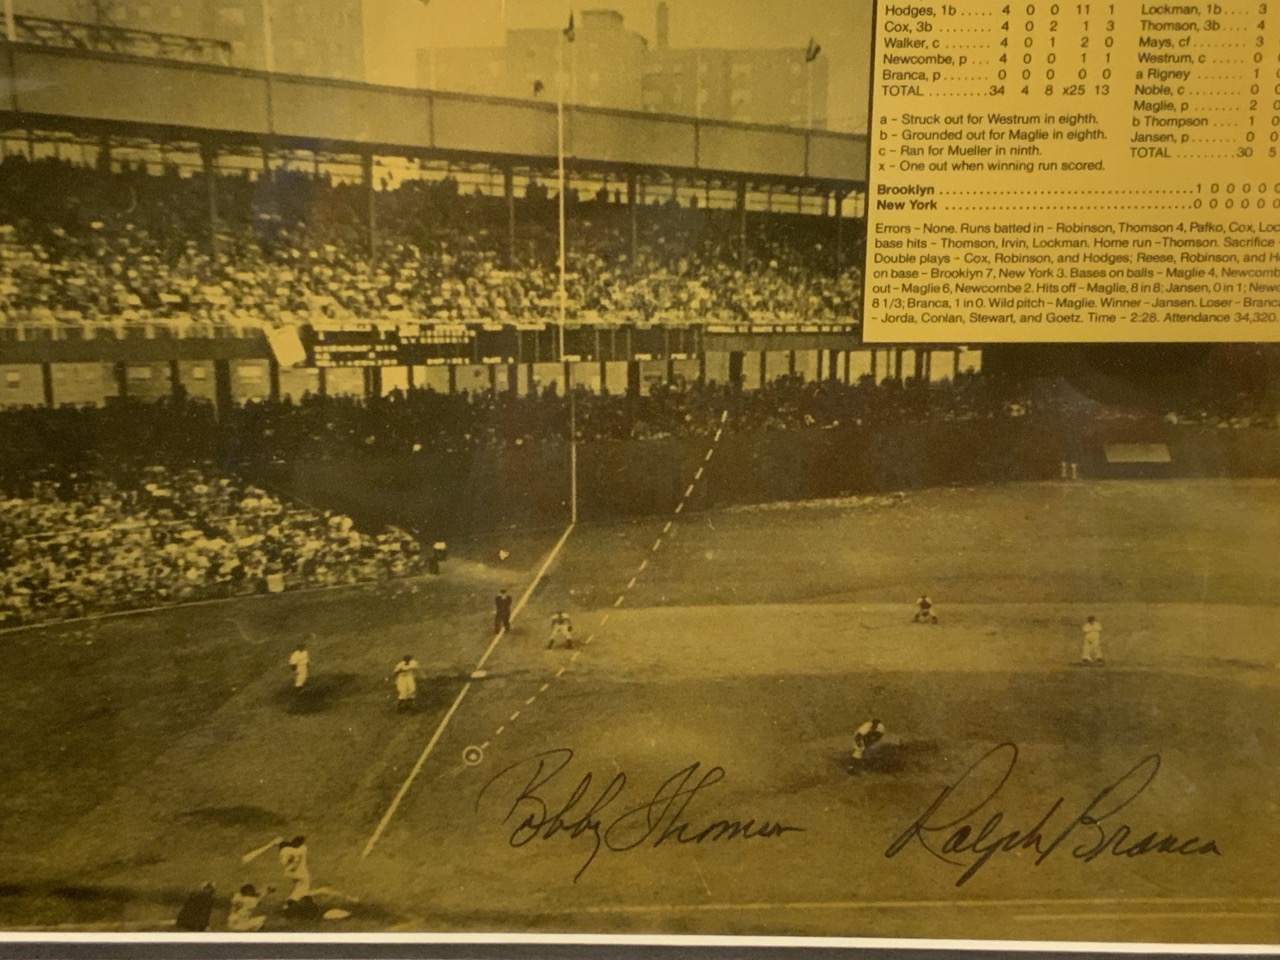 Hodges, 1b ..... 4 0 0 11 1
Cox, 3b ......... 4 0 2 1 3
Walker, c ....... 4 0 1 2 0
Newcombe, p ... 4 0 0 1 1
Branca, p ....... 0 0 0 0 0
TOTAL ......... 34 4 8 x25 13
a - Struck out for Westrum in eighth.
b - Grounded out for Maglie in eighth.
c - Ran for Mueller in ninth.
x - One out when winning run scored.
Lockman, 1b.... 3
Thomson, 3b... 4
Mays, cf........ 3
Westrum, c ..... 0
a Rigney ....... 1
Noble, c ........ 0
Maglie, p ....... 2 0
b Thompson .... 1 0
Jansen, p....... 0 0
TOTAL ......... 30 5
Brooklyn ........ 1 0 0 0 0
New York ........ 0 0 0 0 0
Errors - None. Runs batted in - Robinson, Thomson 4, Pafko, Cox, Loc
base hits - Thomson, Irvin, Lockman. Home run - Thomson. Sacrifice
Double plays - Cox, Robinson, and Hodges; Reese, Robinson, and H
on base - Brooklyn 7, New York 3. Bases on balls - Maglie 4, Newcomb
out - Maglie 6, Newcombe 2. Hits off - Maglie, 8 in 8; Jansen, 0 in 1; Newc
8 1/3; Branca, 1 in 0. Wild pitch - Maglie. Winner - Jansen. Loser - Branc
- Jorda, Conlan, Stewart, and Goetz. Time - 2:28. Attendance 34,320.
Bobby Thomson
Ralph Branca